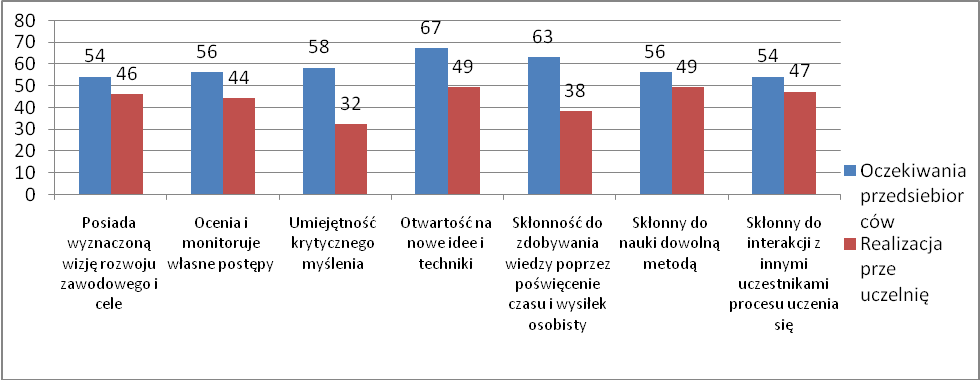 80
70
60
50
40
30
20
10
0
54
46
56
44
58
32
67
49
63
38
56
49
54
47
Posiada
wyznaczoną
wizję rozwoju
zawodowego i
cele
Ocenia i
monitoruje
własne postępy
Umiejętność
krytycznego
myślenia
Otwartość na
nowe idee i
techniki
Skłonność do
zdobywania
wiedzy poprzez
poświęcenie
czasu i wysilek
osobisty
Skłonny do
nauki dowolną
metodą
Skłonny do
interakcji z
innymi
uczestnikami
procesu uczenia
się
Oczekiwania
przedsiebior
ców
Realizacja
prze
uczelnię